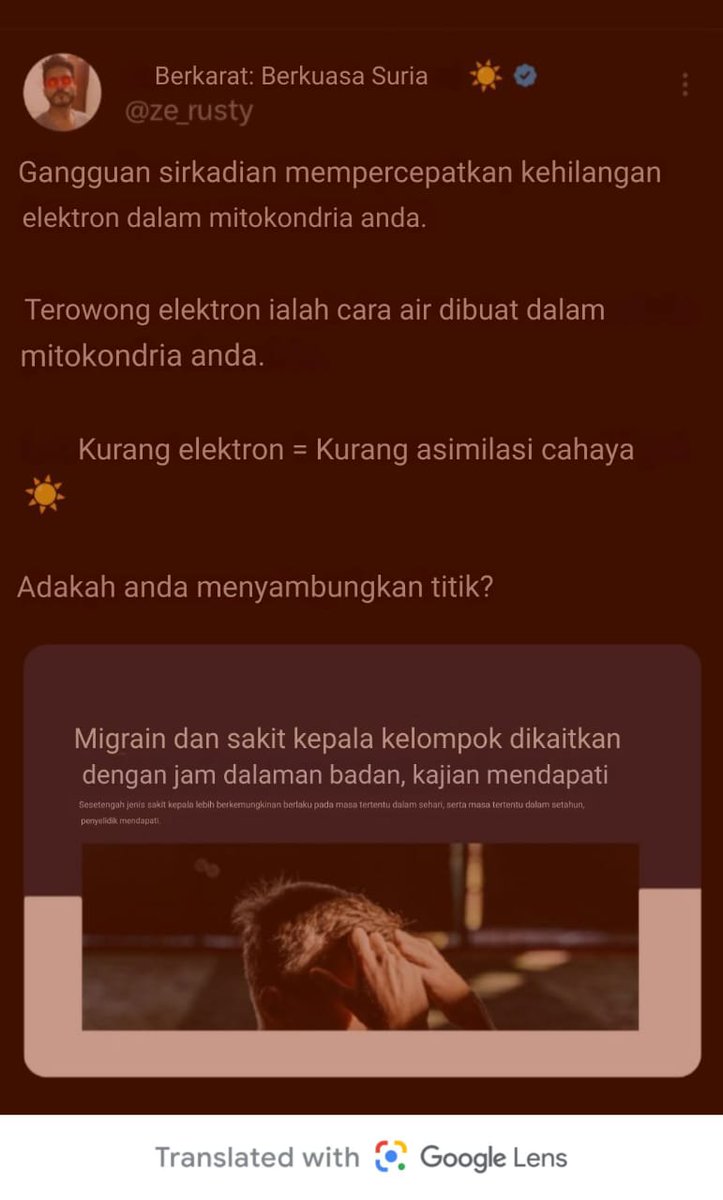 Berkarat: Berkuasa Suria
@ze_rusty
Gangguan sirkadian mempercepatkan kehilangan
elektron dalam mitokondria anda.
Terowong elektron ialah cara air dibuat dalam
mitokondria anda.
Kurang elektron = Kurang asimilasi cahaya
Adakah anda menyambungkan titik?
Migrain dan sakit kepala kelompok dikaitkan
dengan jam dalaman badan, kajian mendapati
Sesetengah jenis sakit kepala lebih berkemungkinan berlaku pada masa tertentu dalam sehari, serta masa tertentu dalam setahun,
penyelidik mendapati.
Translated with Google Lens